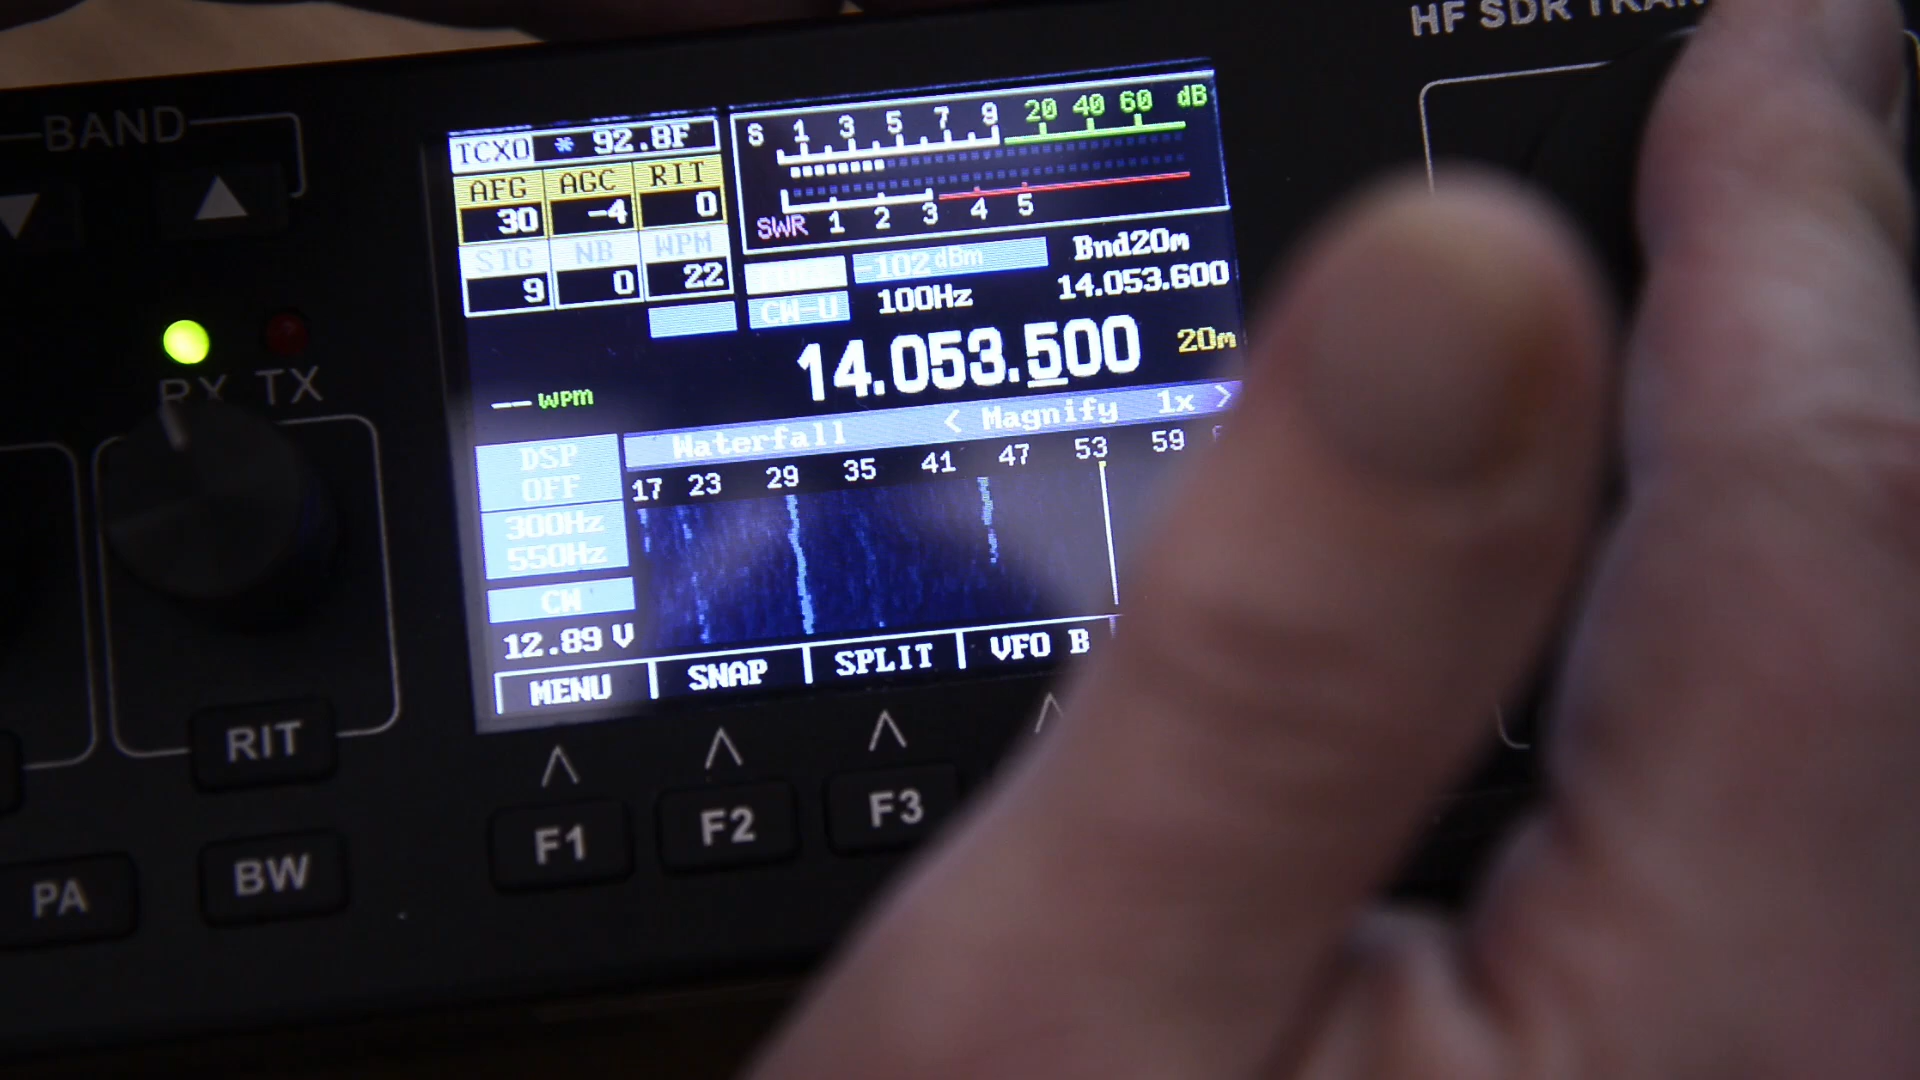 HF SDR TRAN
BAND
TCXO * 92.8F
S 1 3 5 7 9 20 40 60 dB
AFG AGC RIT
30 -4 0
SWR 1 2 3 4 5
STG NB WPM
9 0 22
-102dBm Bnd20m
CW-U 100Hz 14.053.600
14.053.500 20m
RX TX
-- WPM
Waterfall < Magnify 1x >
DSP
OFF
17 23 29 35 41 47 53 59
300Hz
550Hz
CW
12.89 V
MENU SNAP SPLIT VFO B
RIT
F1 F2 F3
PA BW